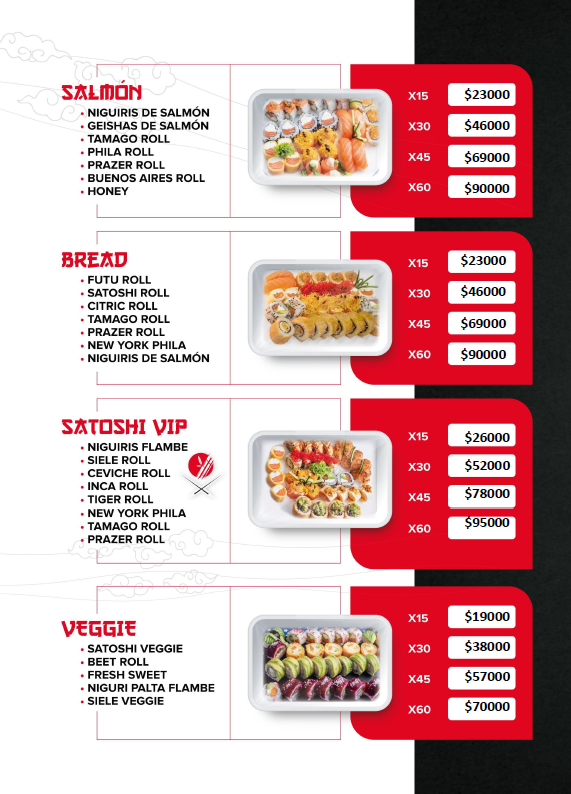 SALMÓN
• NIGUIRIS DE SALMÓN
• GEISHAS DE SALMÓN
• TAMAGO ROLL
• PHILA ROLL
• PRAZER ROLL
• BUENOS AIRES ROLL
• HONEY
X15 $23000
X30 $46000
X45 $69000
X60 $90000
BREAD
• FUTU ROLL
• SATOSHI ROLL
• CITRIC ROLL
• TAMAGO ROLL
• PRAZER ROLL
• NEW YORK PHILA
• NIGUIRIS DE SALMÓN
X15 $23000
X30 $46000
X45 $69000
X60 $90000
SATOSHI VIP
• NIGUIRIS FLAMBE
• SIELE ROLL
• CEVICHE ROLL
• INCA ROLL
• TIGER ROLL
• NEW YORK PHILA
• TAMAGO ROLL
• PRAZER ROLL
X15 $26000
X30 $52000
X45 $78000
X60 $95000
VEGGIE
• SATOSHI VEGGIE
• BEET ROLL
• FRESH SWEET
• NIGURI PALTA FLAMBE
• SIELE VEGGIE
X15 $19000
X30 $38000
X45 $57000
X60 $70000